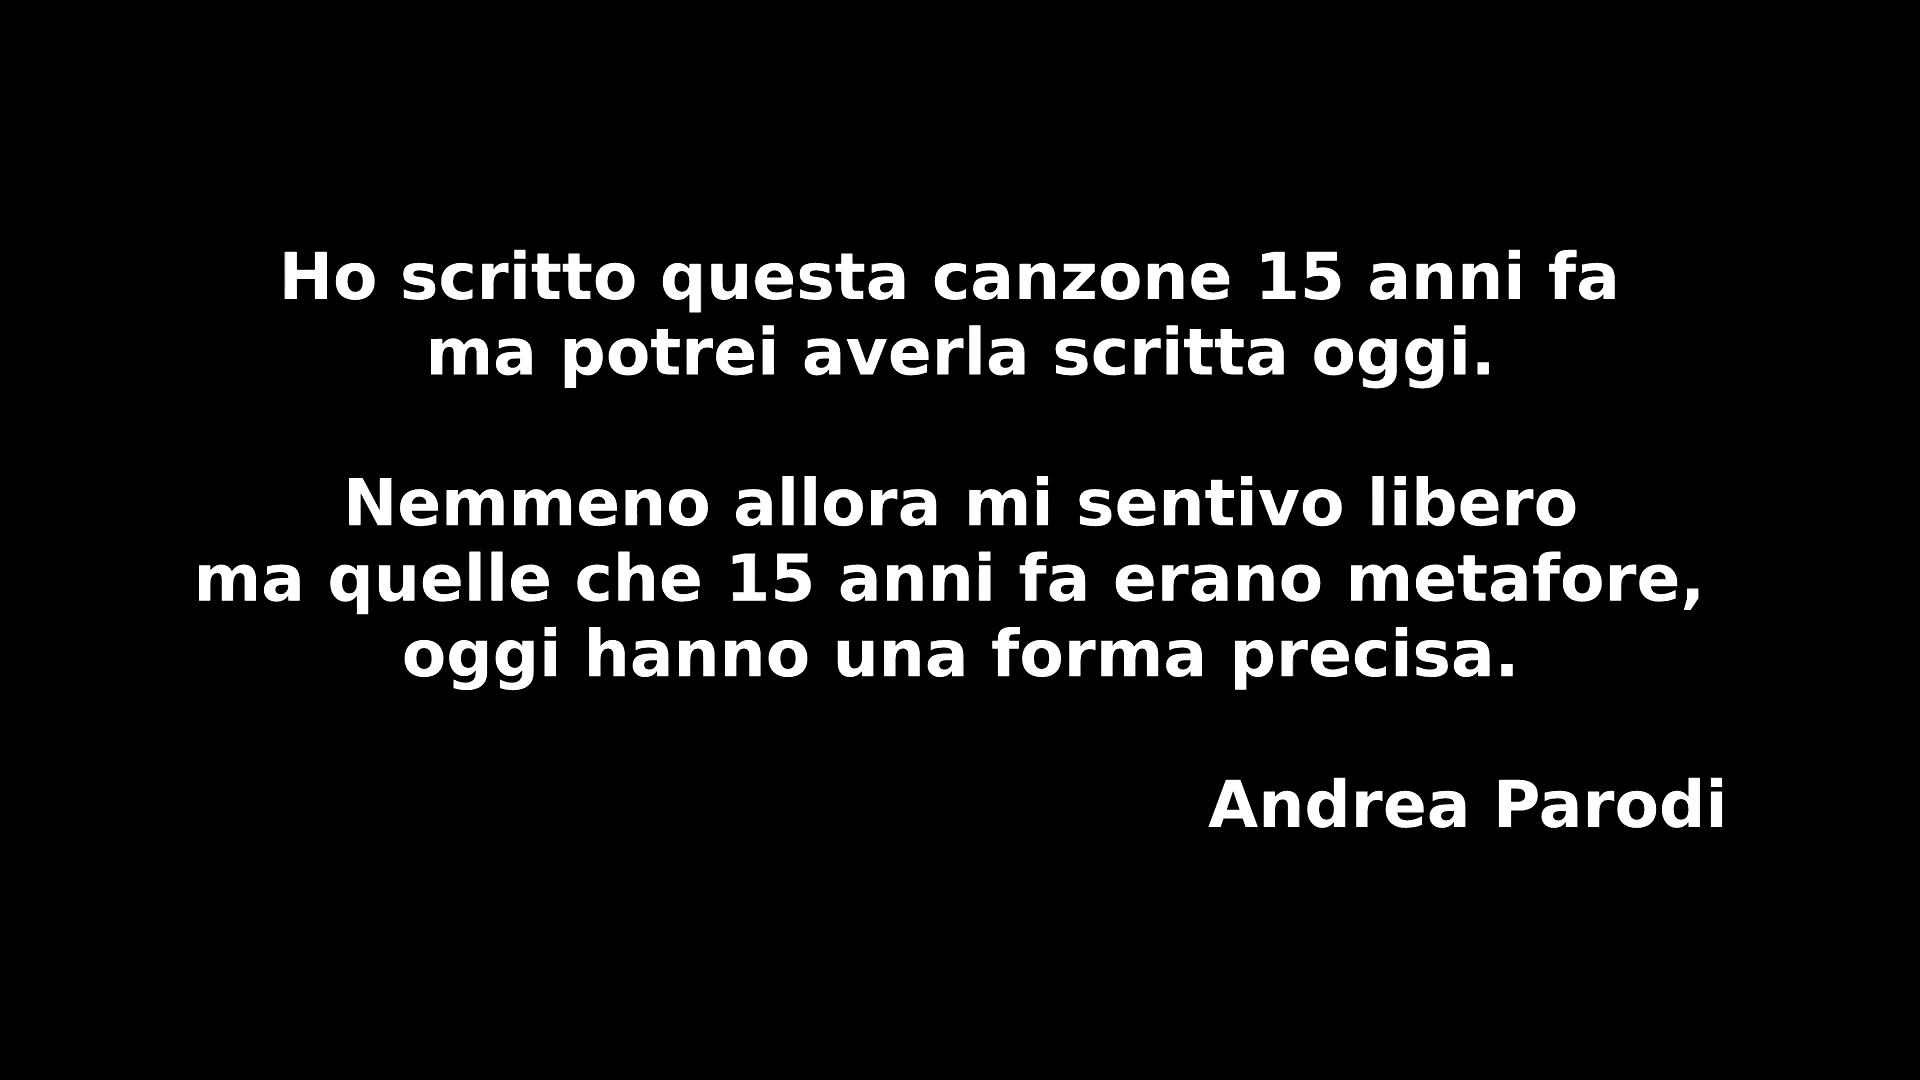 Ho scritto questa canzone 15 anni fa
ma potrei averla scritta oggi.
Nemmeno allora mi sentivo libero
ma quelle che 15 anni fa erano metafore,
oggi hanno una forma precisa.
Andrea Parodi